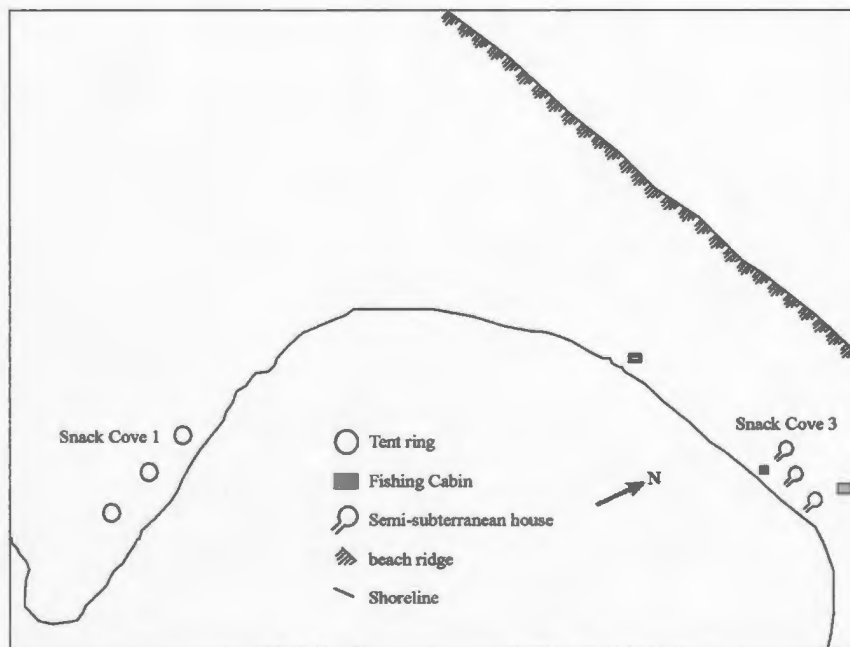 Snack Cove 1
Snack Cove 3
Tent ring
Fishing Cabin
N
Semi-subterranean house
beach ridge
Shoreline